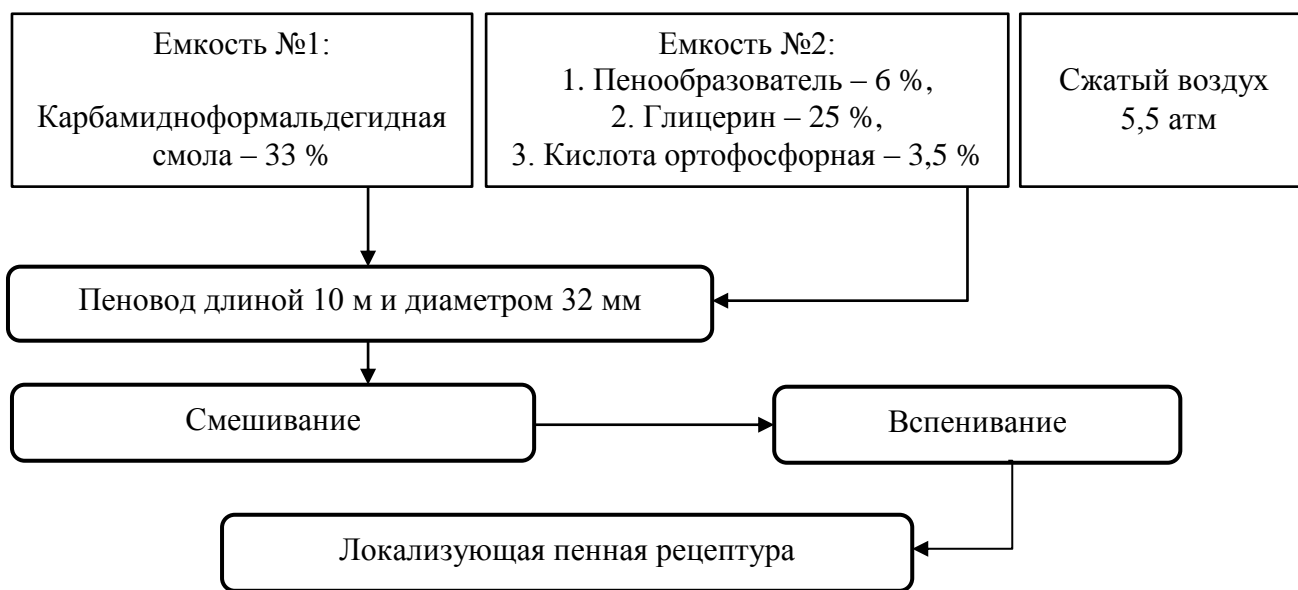 Емкость №1:
Карбамидноформальдегидная
смола – 33 %
Емкость №2:
1. Пенообразователь – 6 %,
2. Глицерин – 25 %,
3. Кислота ортофосфорная – 3,5 %
Сжатый воздух
5,5 атм
Пеновод длиной 10 м и диаметром 32 мм
Смешивание
Вспенивание
Локализующая пенная рецептура